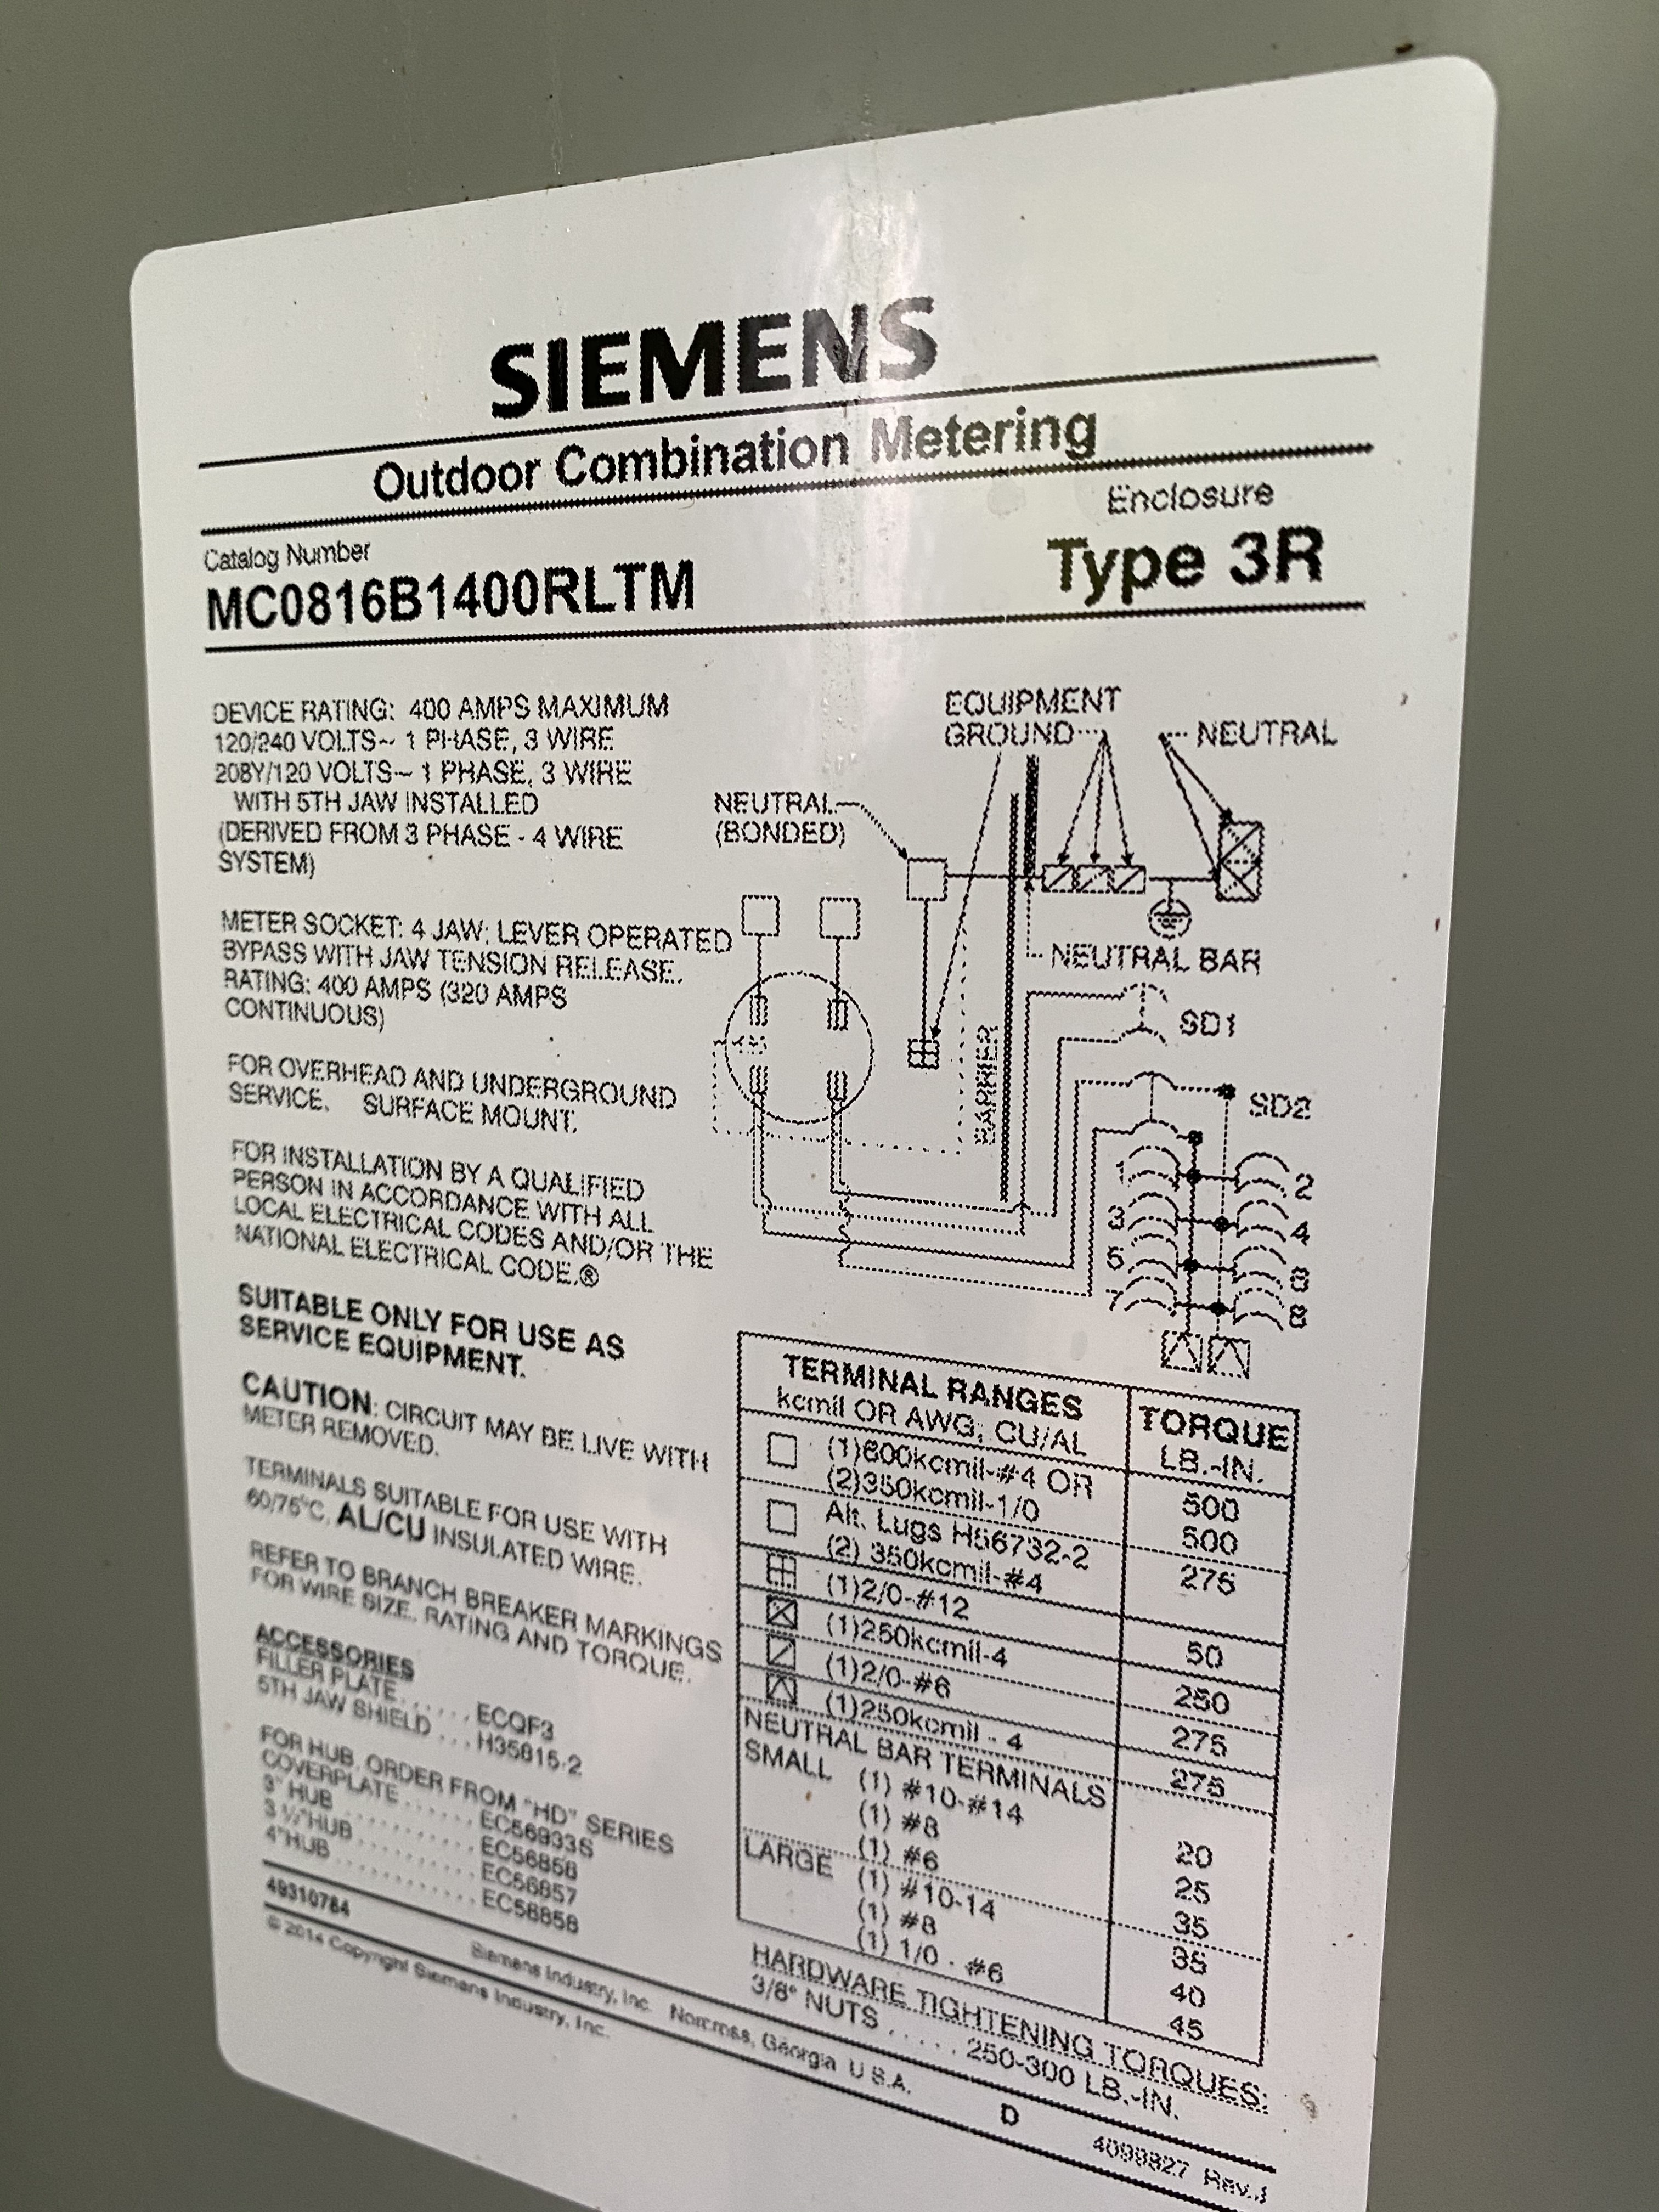 SIEMENS
Outdoor Combination Metering
Catalog Number
MC0816B1400RLTM
Enclosure
Type 3R
DEVICE RATING: 400 AMPS MAXIMUM
120/240 VOLTS~ 1 PHASE, 3 WIRE
208Y/120 VOLTS~ 1 PHASE, 3 WIRE
WITH 5TH JAW INSTALLED
(DERIVED FROM 3 PHASE - 4 WIRE
SYSTEM)
METER SOCKET: 4 JAW; LEVER OPERATED
BYPASS WITH JAW TENSION RELEASE.
RATING: 400 AMPS (320 AMPS
CONTINUOUS)
FOR OVERHEAD AND UNDERGROUND
SERVICE. SURFACE MOUNT.
FOR INSTALLATION BY A QUALIFIED
PERSON IN ACCORDANCE WITH ALL
LOCAL ELECTRICAL CODES AND/OR THE
NATIONAL ELECTRICAL CODE.®
SUITABLE ONLY FOR USE AS
SERVICE EQUIPMENT.
CAUTION: CIRCUIT MAY BE LIVE WITH
METER REMOVED.
TERMINALS SUITABLE FOR USE WITH
60/75°C, AL/CU INSULATED WIRE.
REFER TO BRANCH BREAKER MARKINGS
FOR WIRE SIZE, RATING AND TORQUE.
ACCESSORIES
FILLER PLATE ...... ECQF3
5TH JAW SHIELD ... H35815-2
FOR HUB, ORDER FROM "HD" SERIES
COVERPLATE ...... EC56933S
3" HUB .......... EC56856
3 ½"HUB .......... EC56857
4"HUB .......... EC56858
EQUIPMENT
GROUND
NEUTRAL
NEUTRAL
(BONDED)
NEUTRAL BAR
BARRIER
SD1
SD2
1 2
3 4
5
7 8
TERMINAL RANGES
kcmil OR AWG, CU/AL
TORQUE
LB.-IN.
(1)600kcmil-#4 OR 500
(2)350kcmil-1/0 500
Alt. Lugs H56732-2
(2) 350kcmil-#4 275
(1)2/0-#12 50
(1)250kcmil-4 250
(1)2/0-#6 275
(1)250kcmil - 4 275
NEUTRAL BAR TERMINALS
SMALL (1) #10-#14 20
(1) #8 25
(1) #6 35
LARGE (1) #10-14 35
(1) #8 40
(1) 1/0 - #6 45
HARDWARE TIGHTENING TORQUES:
3/8" NUTS ..... 250-300 LB.-IN.
49310784
Siemens Industry, Inc. Norcross, Georgia U.S.A.
© 2014 Copyright Siemens Industry, Inc.
D
Rev.